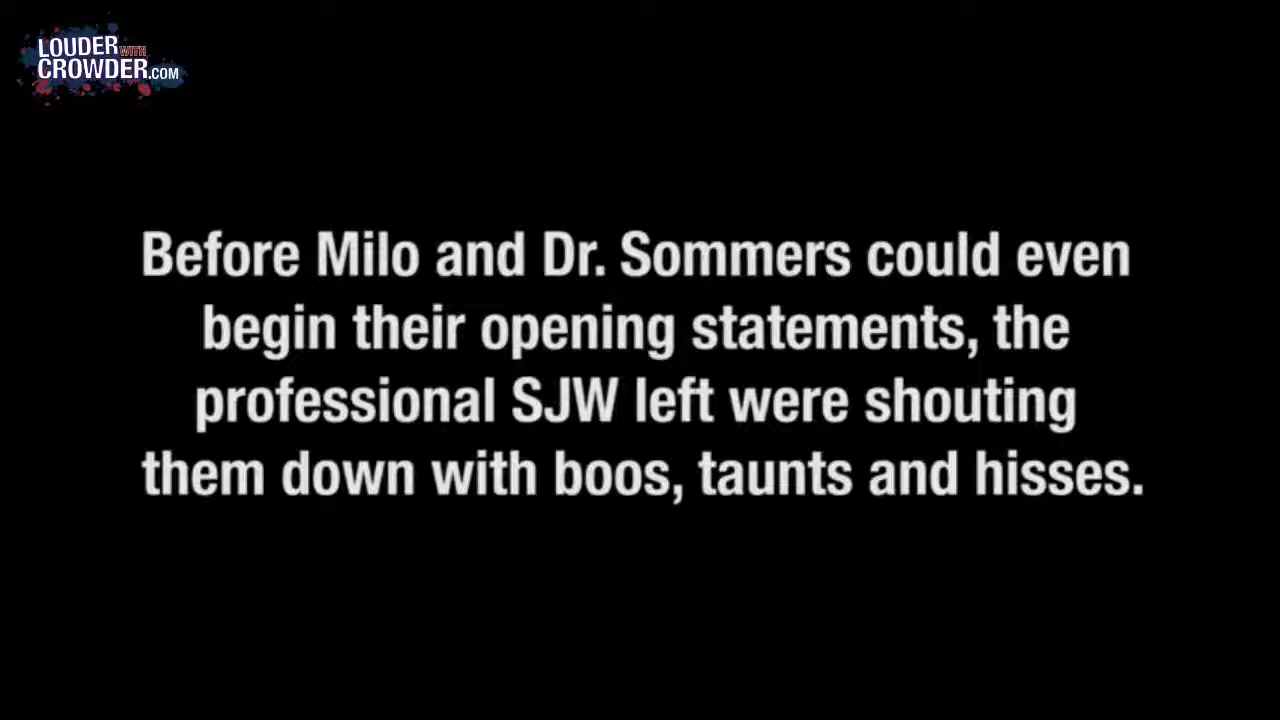 LOUDER WITH
CROWDER.COM
Before Milo and Dr. Sommers could even
begin their opening statements, the
professional SJW left were shouting
them down with boos, taunts and hisses.